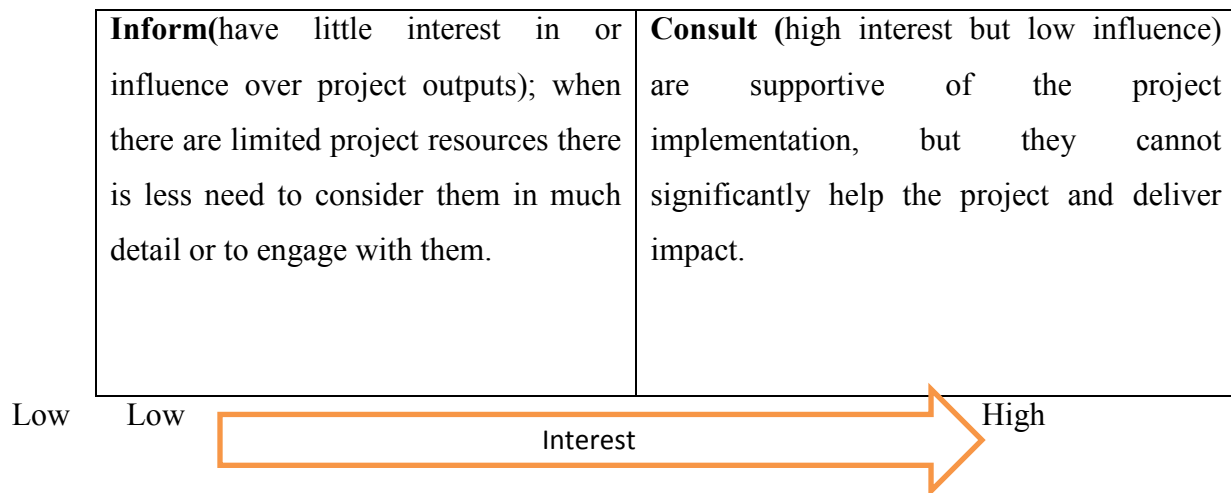 Inform(have little interest in or
influence over project outputs); when
there are limited project resources there
is less need to consider them in much
detail or to engage with them.
Consult (high interest but low influence)
are supportive of the project
implementation, but they cannot
significantly help the project and deliver
impact.
Low Low High
Interest